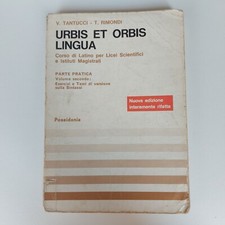 V. TANTUCCI - T. RIMONDI
URBIS ET ORBIS
LINGUA
Corso di Latino per Licei Scientifici
e Istituti Magistrali
PARTE PRATICA
Volume secondo:
Esercizi e Temi di versione
sulla Sintassi
Nuova edizione
interamente rifatta
Poseidonia